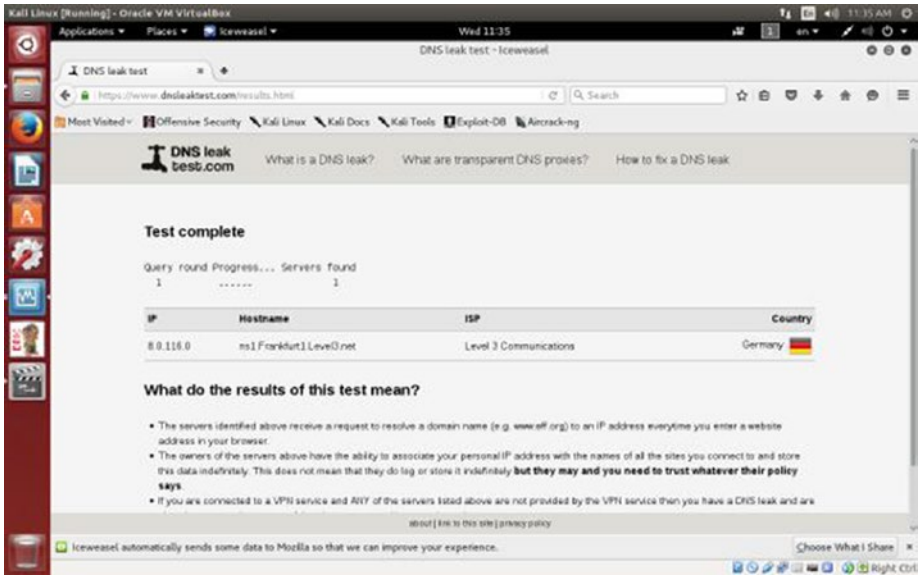 Kali Linux [Running] - Oracle VM VirtualBox
11:35 AM
Applications Places Iceweasel Wed 11:35 1 en
DNS leak test - Iceweasel
DNS leak test
https://www.dnsleaktest.com/results.html Search
Most Visited Offensive Security Kali Linux Kali Docs Kali Tools Exploit-DB Aircrack-ng
DNS leak test.com What is a DNS leak? What are transparent DNS proxies? How to fix a DNS leak
Test complete
Query round Progress... Servers found
1 ...... 1
IP Hostname ISP Country
8.0.116.0 ns1.Frankfurt1.Level3.net Level 3 Communications Germany
What do the results of this test mean?
The servers identified above receive a request to resolve a domain name (e.g. www.eff.org) to an IP address everytime you enter a website
address in your browser.
The owners of the servers above have the ability to associate your personal IP address with the names of all the sites you connect to and store
this data indefinitely. This does not mean that they do log or store it indefinitely but they may and you need to trust whatever their policy
says.
If you are connected to a VPN service and ANY of the servers listed above are not provided by the VPN service then you have a DNS leak and are
about | link to this site | privacy policy
Iceweasel automatically sends some data to Mozilla so that we can improve your experience. Choose What I Share
Right Ctrl